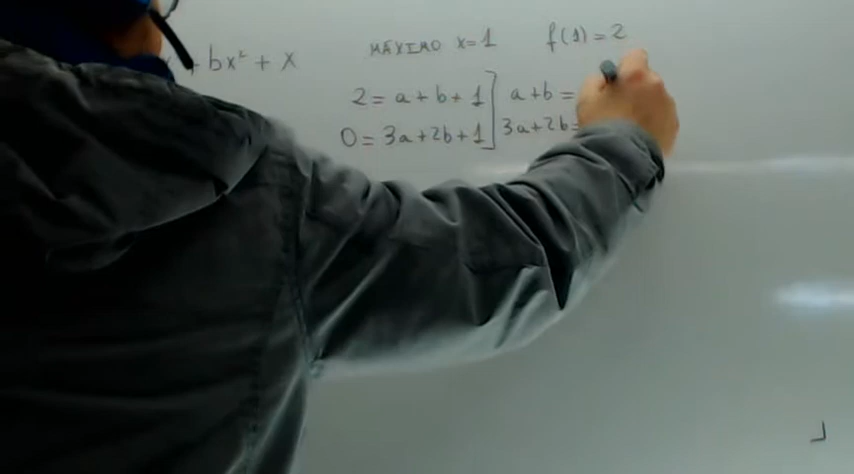 + bx² + x
MÁXIMO x=1 f(1)=2
2 = a+b+1] a+b=
0 = 3a+2b+1] 3a+2b=